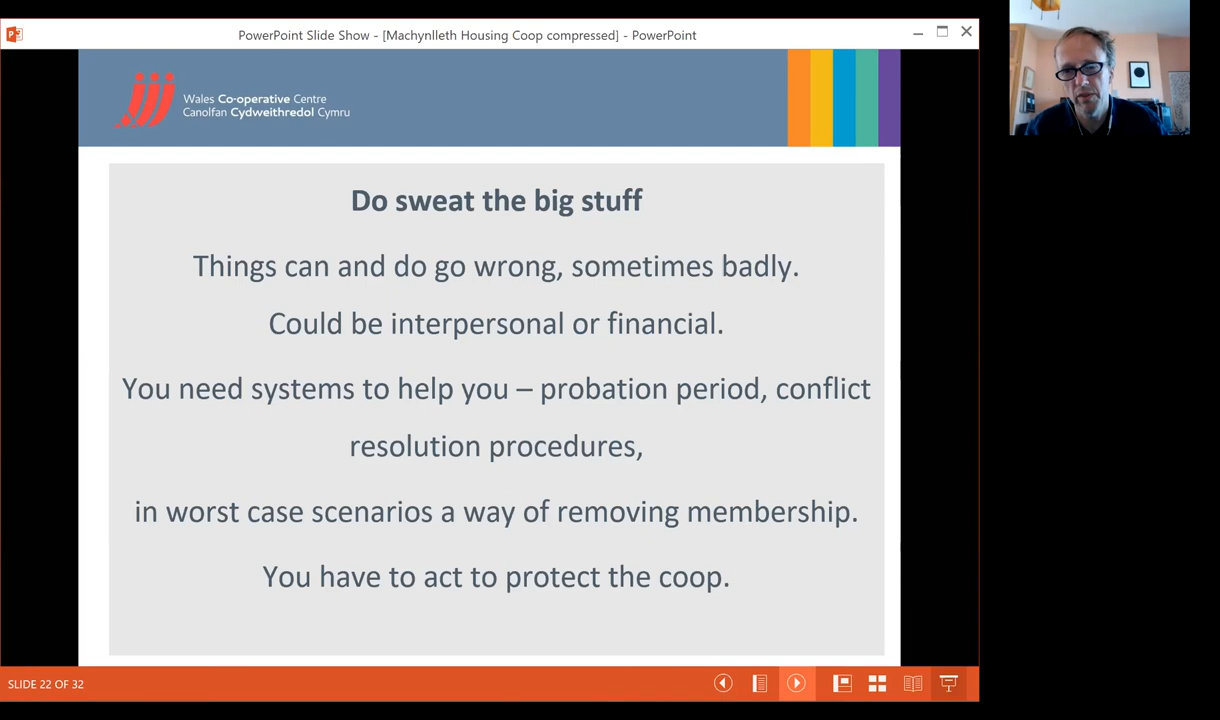 PowerPoint Slide Show - [Machynlleth Housing Coop compressed] - PowerPoint
Wales Co-operative Centre
Canolfan Cydweithredol Cymru
Do sweat the big stuff
Things can and do go wrong, sometimes badly.
Could be interpersonal or financial.
You need systems to help you – probation period, conflict
resolution procedures,
in worst case scenarios a way of removing membership.
You have to act to protect the coop.
SLIDE 22 OF 32